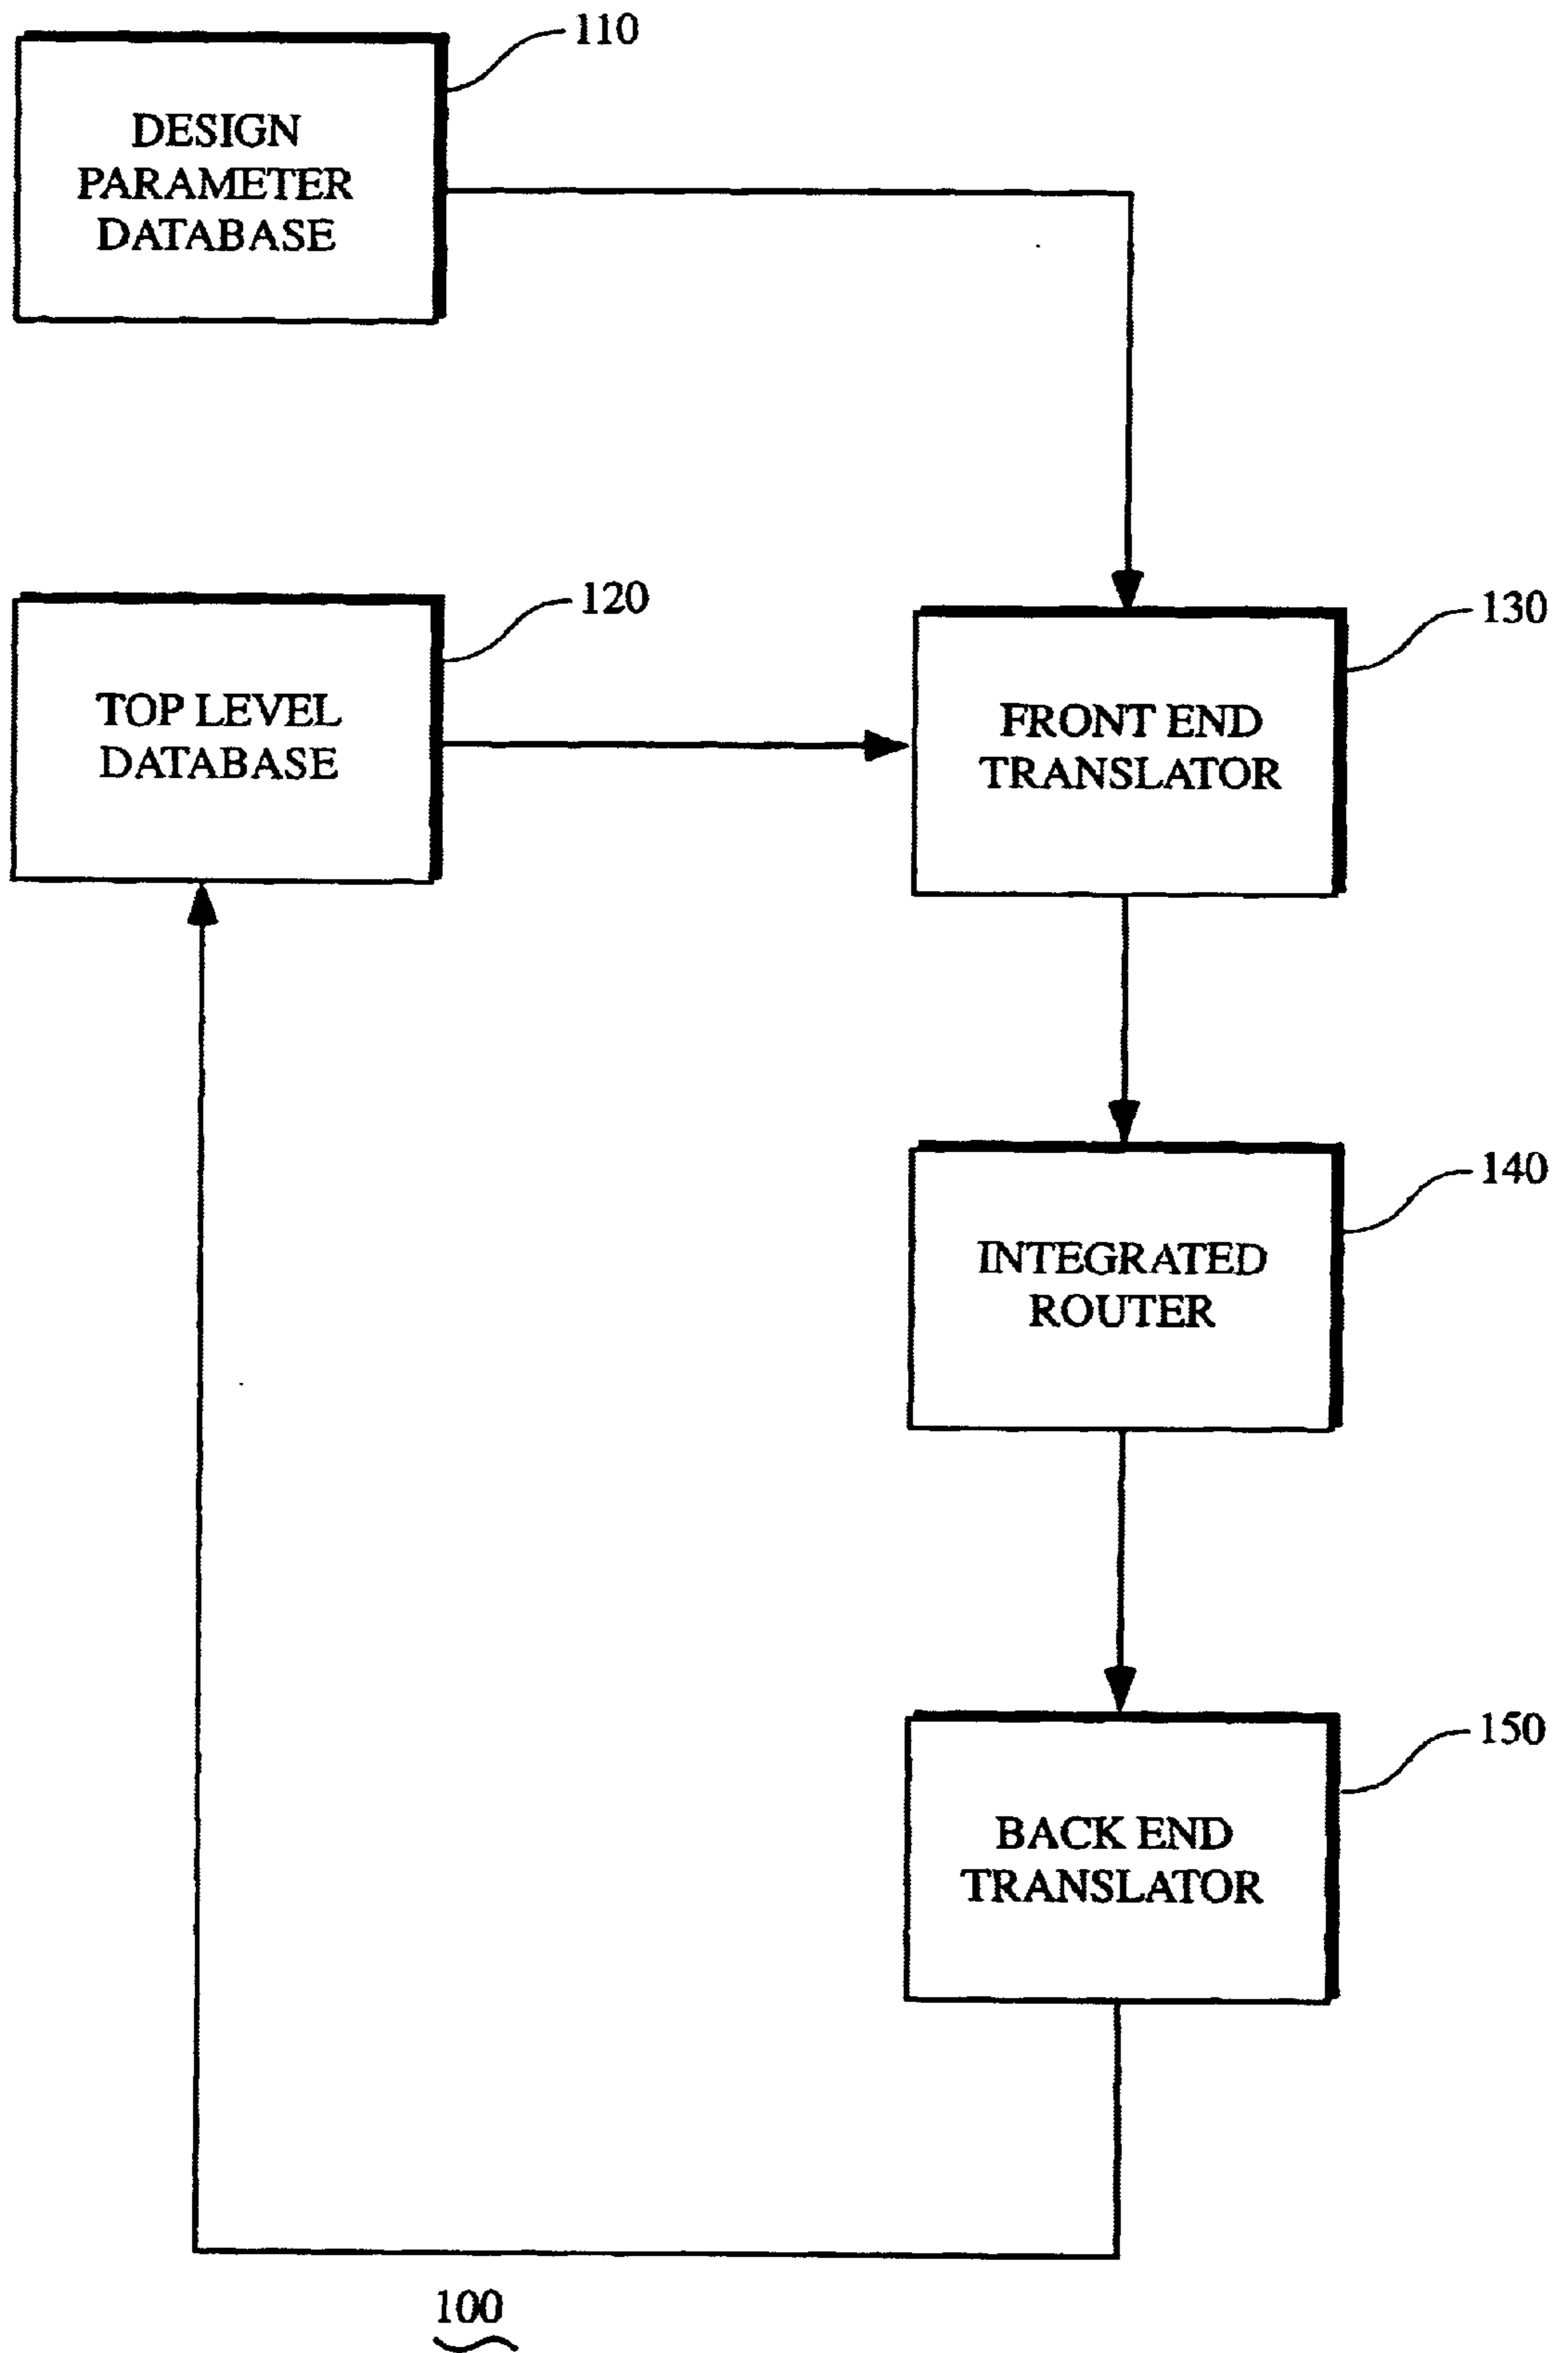 110
DESIGN
PARAMETER
DATABASE
120
TOP LEVEL
DATABASE
130
FRONT END
TRANSLATOR
140
INTEGRATED
ROUTER
150
BACK END
TRANSLATOR
100